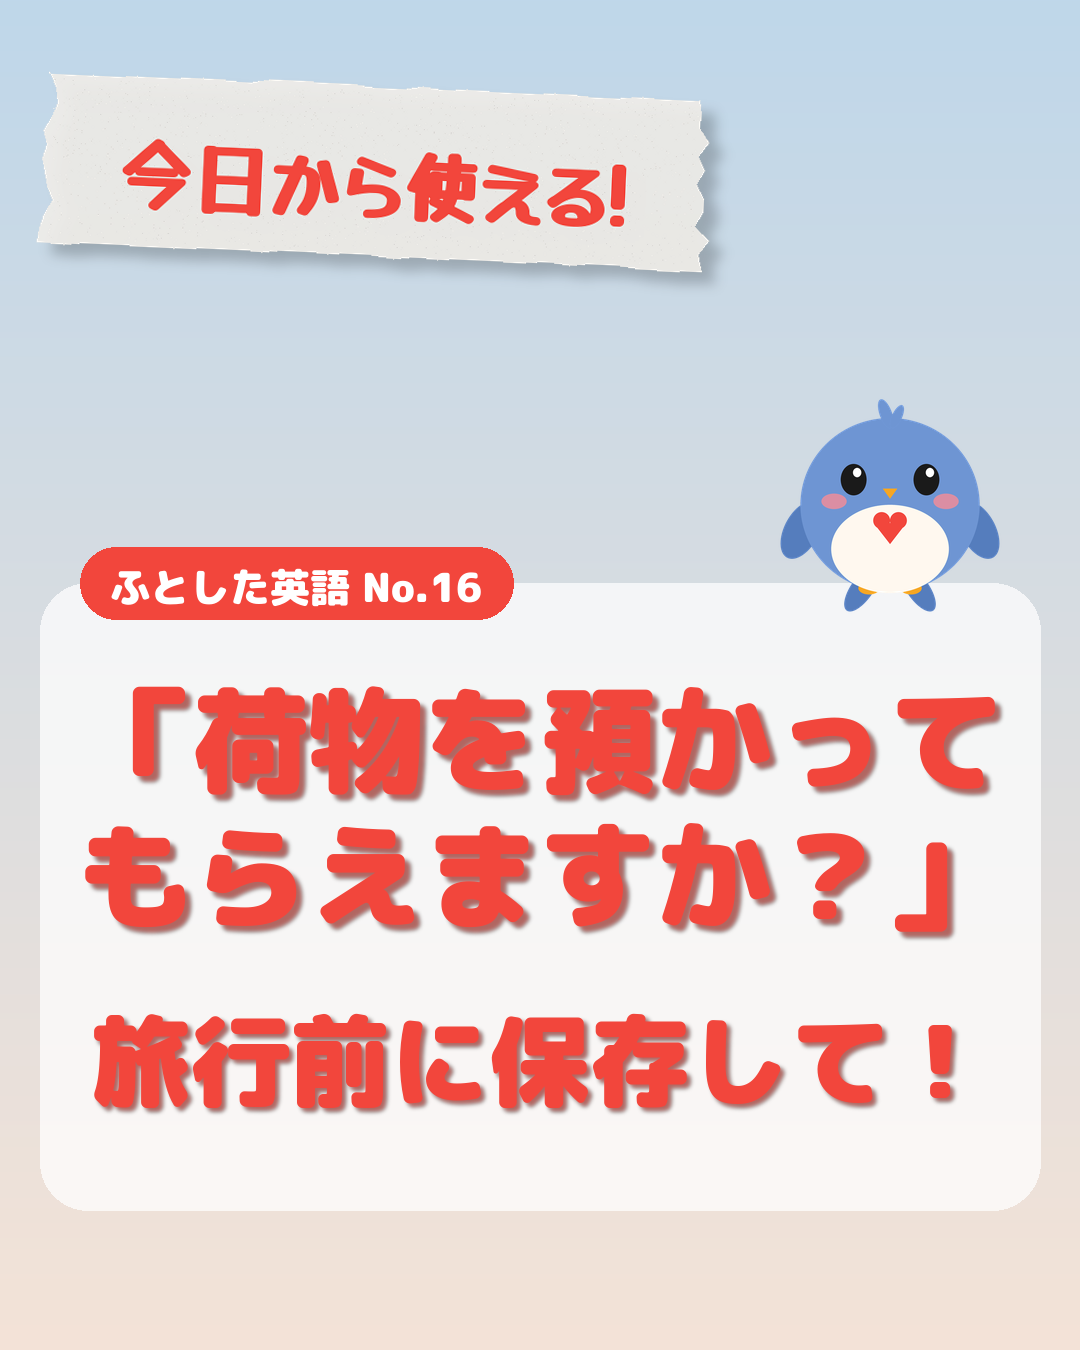 今日から使える!
ふとした英語 No.16
「荷物を預かって
もらえますか？」
旅行前に保存して！